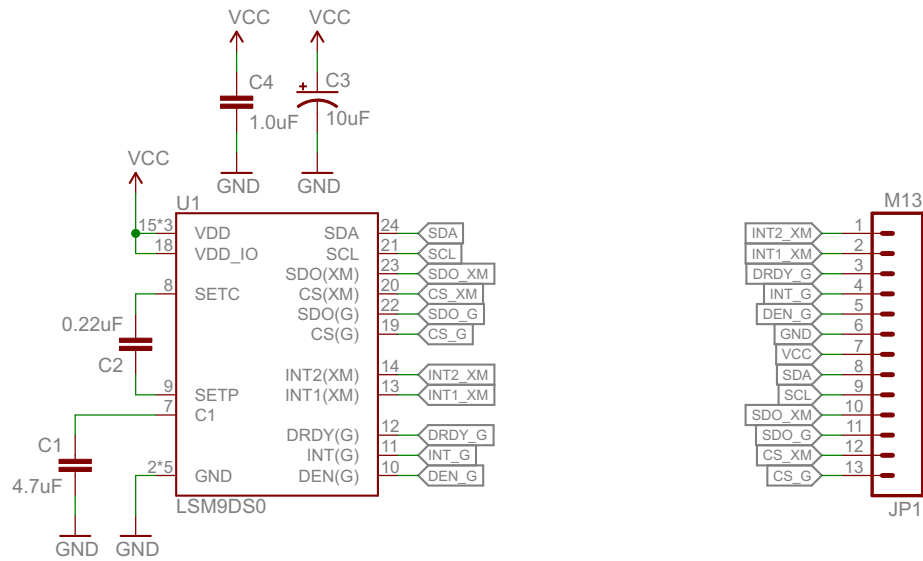 VCC VCC
C4 C3
+
1.0uF 10uF
GND GND
VCC
U1
15*3 VDD SDA 24 SDA
18 VDD_IO SCL 21 SCL
SDO(XM) 23 SDO_XM
8 SETC CS(XM) 20 CS_XM
SDO(G) 22 SDO_G
CS(G) 19 CS_G
0.22uF
C2
INT2(XM) 14 INT2_XM
9 SETP INT1(XM) 13 INT1_XM
7 C1
C1
4.7uF
DRDY(G) 12 DRDY_G
INT(G) 11 INT_G
2*5 GND DEN(G) 10 DEN_G
LSM9DS0
GND GND
M13
INT2_XM 1
INT1_XM 2
DRDY_G 3
INT_G 4
DEN_G 5
GND 6
VCC 7
SDA 8
SCL 9
SDO_XM 10
SDO_G 11
CS_XM 12
CS_G 13
JP1